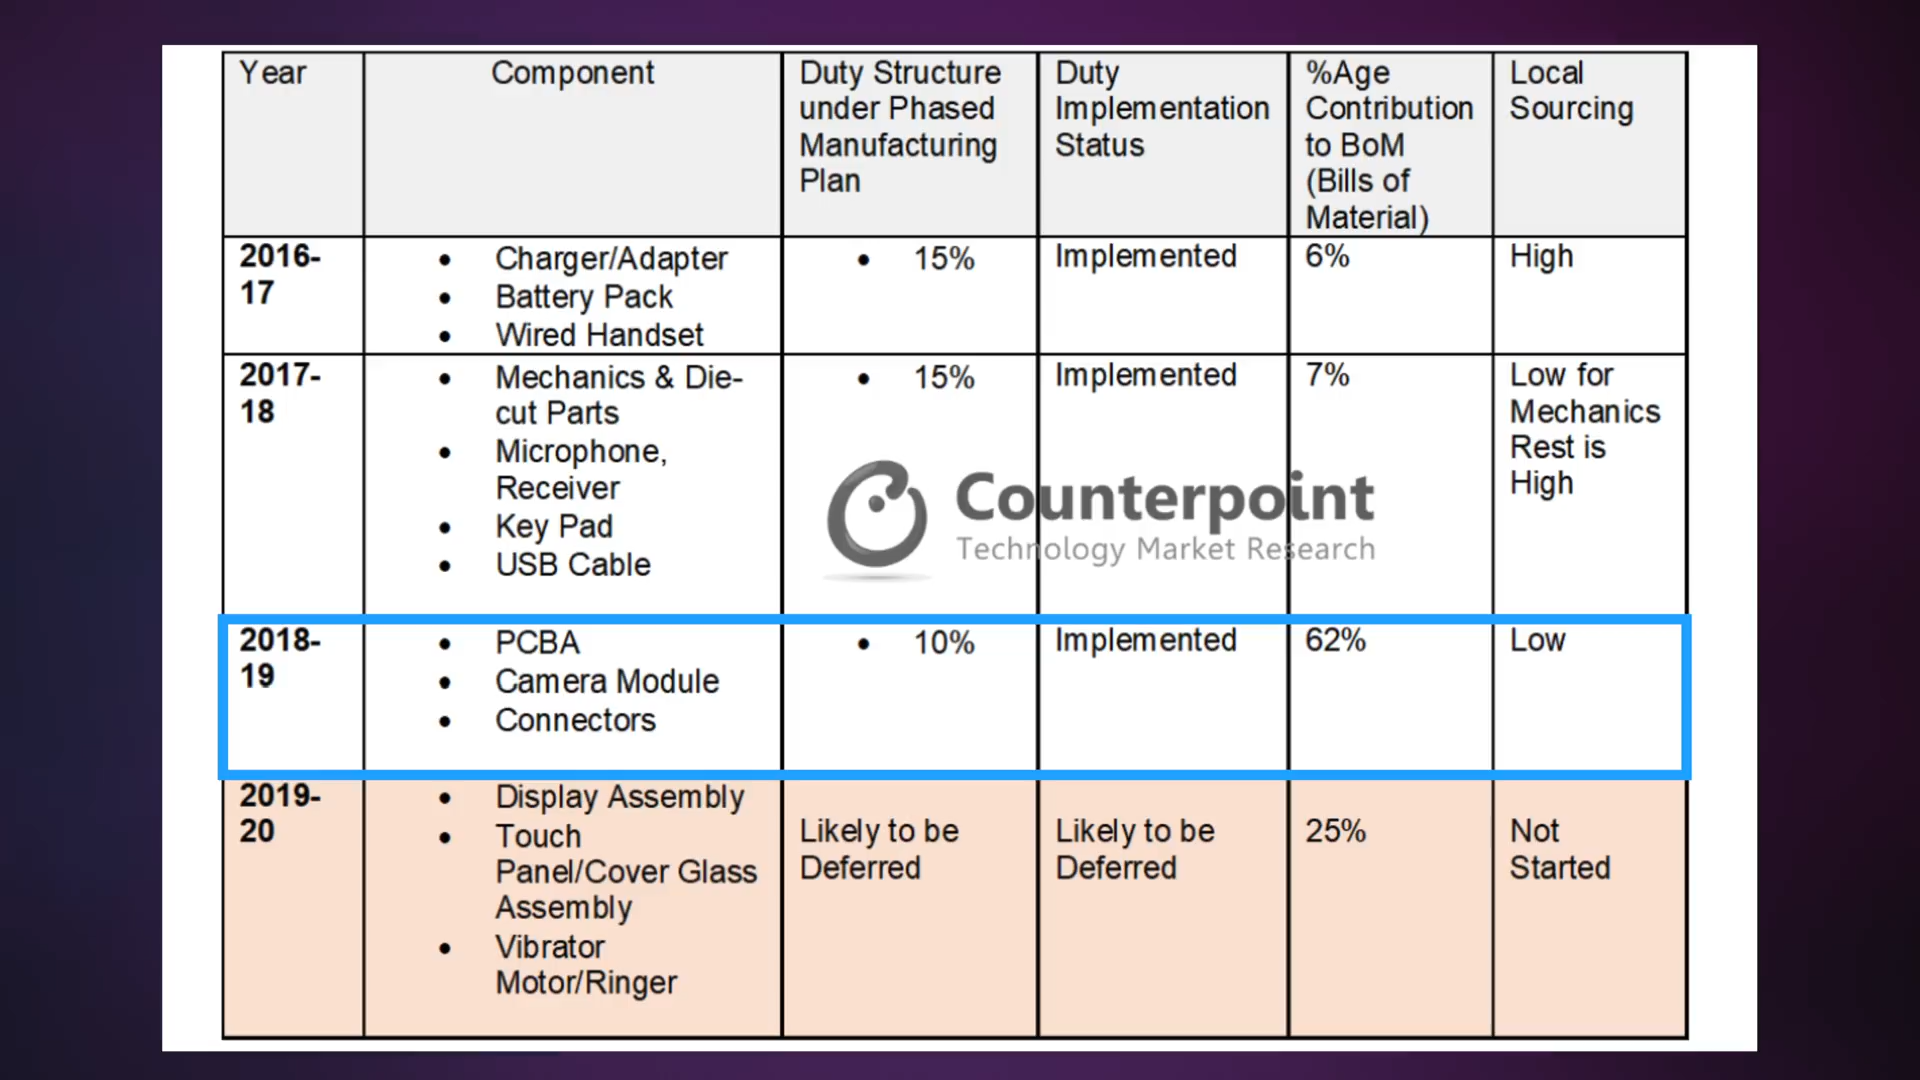 Year
Component
Duty Structure
under Phased
Manufacturing
Plan
Duty
Implementation
Status
%Age
Contribution
to BoM
(Bills of
Material)
Local
Sourcing
2016-
17
• Charger/Adapter
• Battery Pack
• Wired Handset
• 15%
Implemented
6%
High
2017-
18
• Mechanics & Die-
cut Parts
• Microphone,
Receiver
• Key Pad
• USB Cable
• 15%
Implemented
7%
Low for
Mechanics
Rest is
High
Counterpoint
Technology Market Research
2018-
19
• PCBA
• Camera Module
• Connectors
• 10%
Implemented
62%
Low
2019-
20
• Display Assembly
• Touch
Panel/Cover Glass
Assembly
• Vibrator
Motor/Ringer
Likely to be
Deferred
Likely to be
Deferred
25%
Not
Started